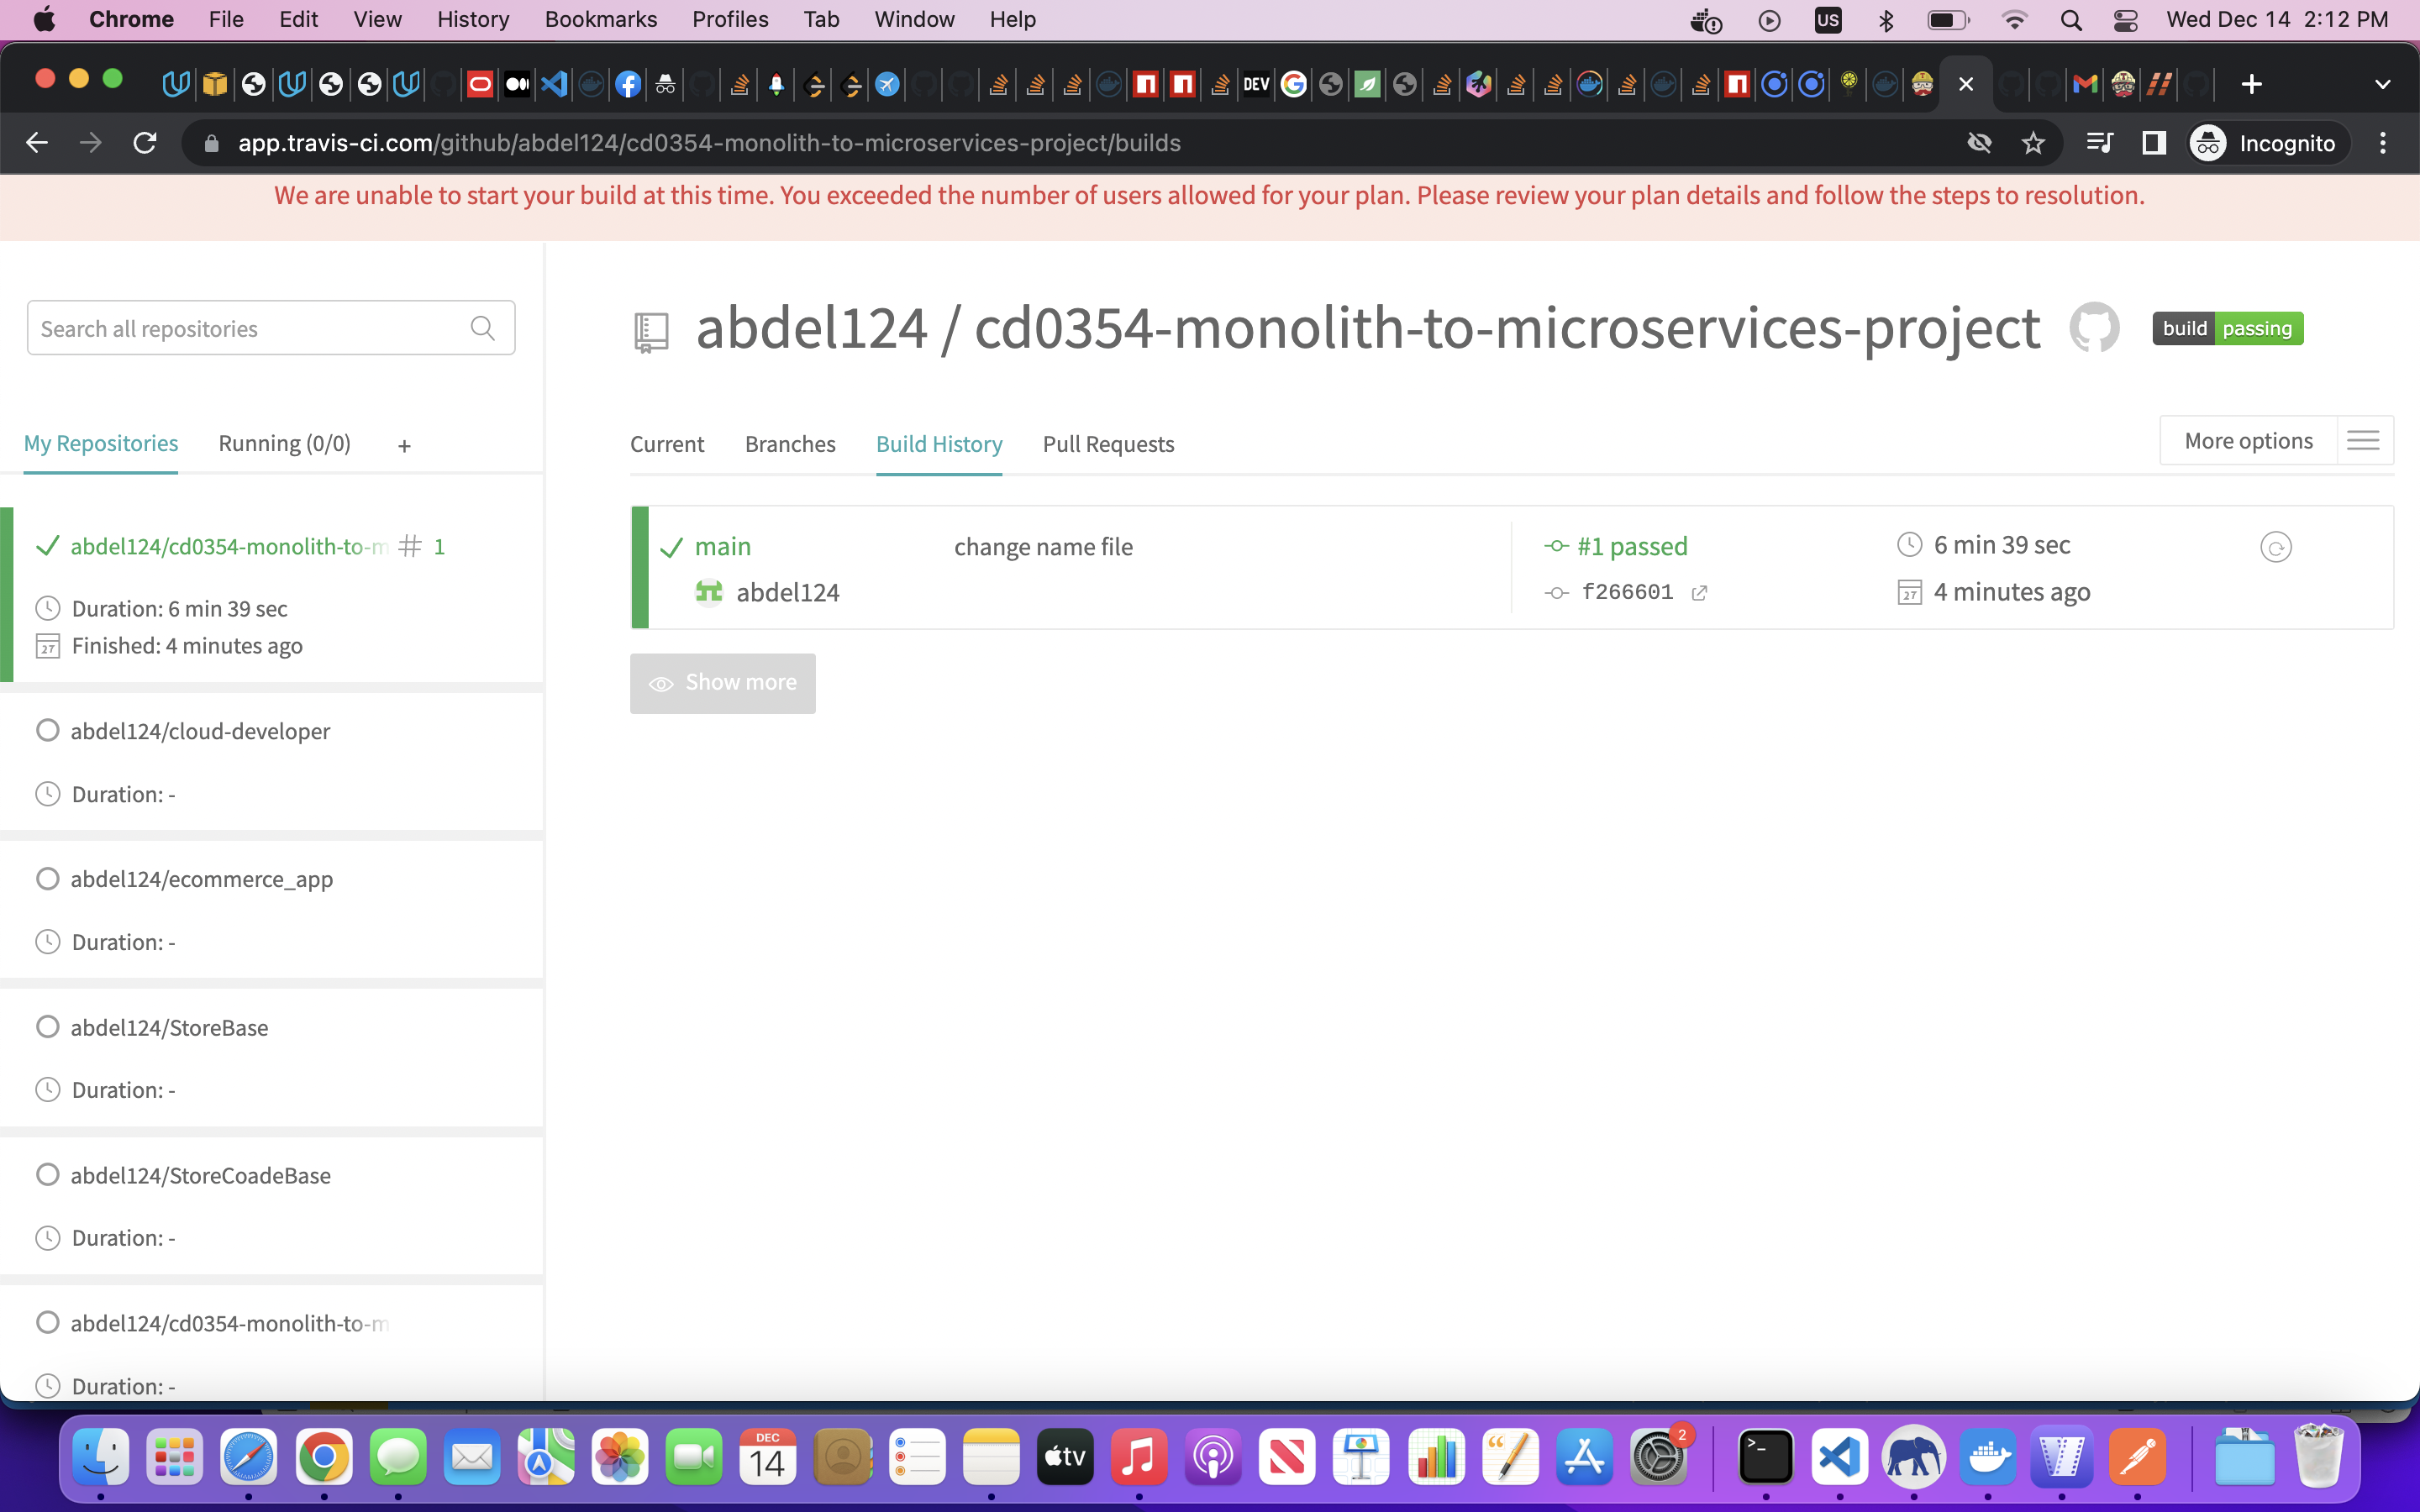 Chrome File Edit View History Bookmarks Profiles Tab Window Help US Wed Dec 14 2:12 PM
DEV
app.travis-ci.com/github/abdel124/cd0354-monolith-to-microservices-project/builds Incognito
We are unable to start your build at this time. You exceeded the number of users allowed for your plan. Please review your plan details and follow the steps to resolution.
Search all repositories
abdel124 / cd0354-monolith-to-microservices-project build passing
My Repositories Running (0/0) +
Current Branches Build History Pull Requests More options
abdel124/cd0354-monolith-to-m # 1
Duration: 6 min 39 sec
27 Finished: 4 minutes ago
main change name file #1 passed 6 min 39 sec
abdel124 f266601 27 4 minutes ago
Show more
abdel124/cloud-developer
Duration: -
abdel124/ecommerce_app
Duration: -
abdel124/StoreBase
Duration: -
abdel124/StoreCoadeBase
Duration: -
abdel124/cd0354-monolith-to-m
Duration: -
DEC
14
tv
2